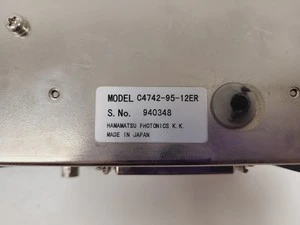 MODEL C4742-95-12ER
S.No. 940348
HAMAMATSU PHOTONICS K.K.
MADE IN JAPAN